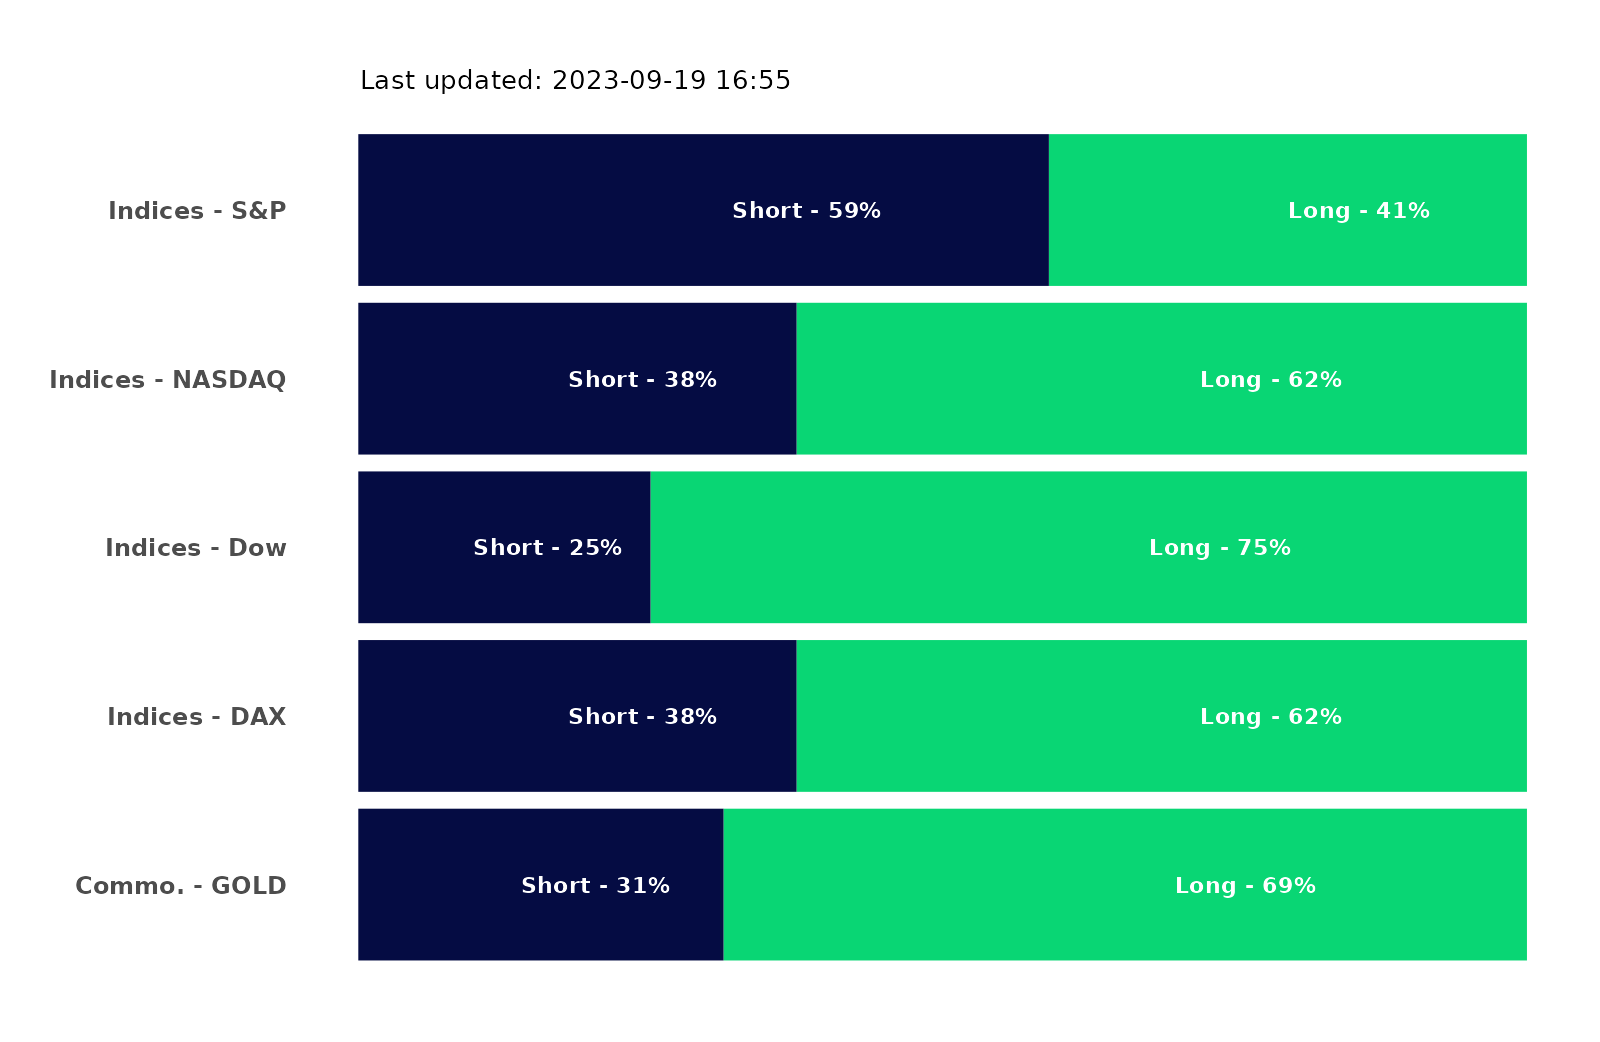 Last updated: 2023-09-19 16:55
Indices - S&P Short - 59% Long - 41%
Indices - NASDAQ Short - 38% Long - 62%
Indices - Dow Short - 25% Long - 75%
Indices - DAX Short - 38% Long - 62%
Commo. - GOLD Short - 31% Long - 69%